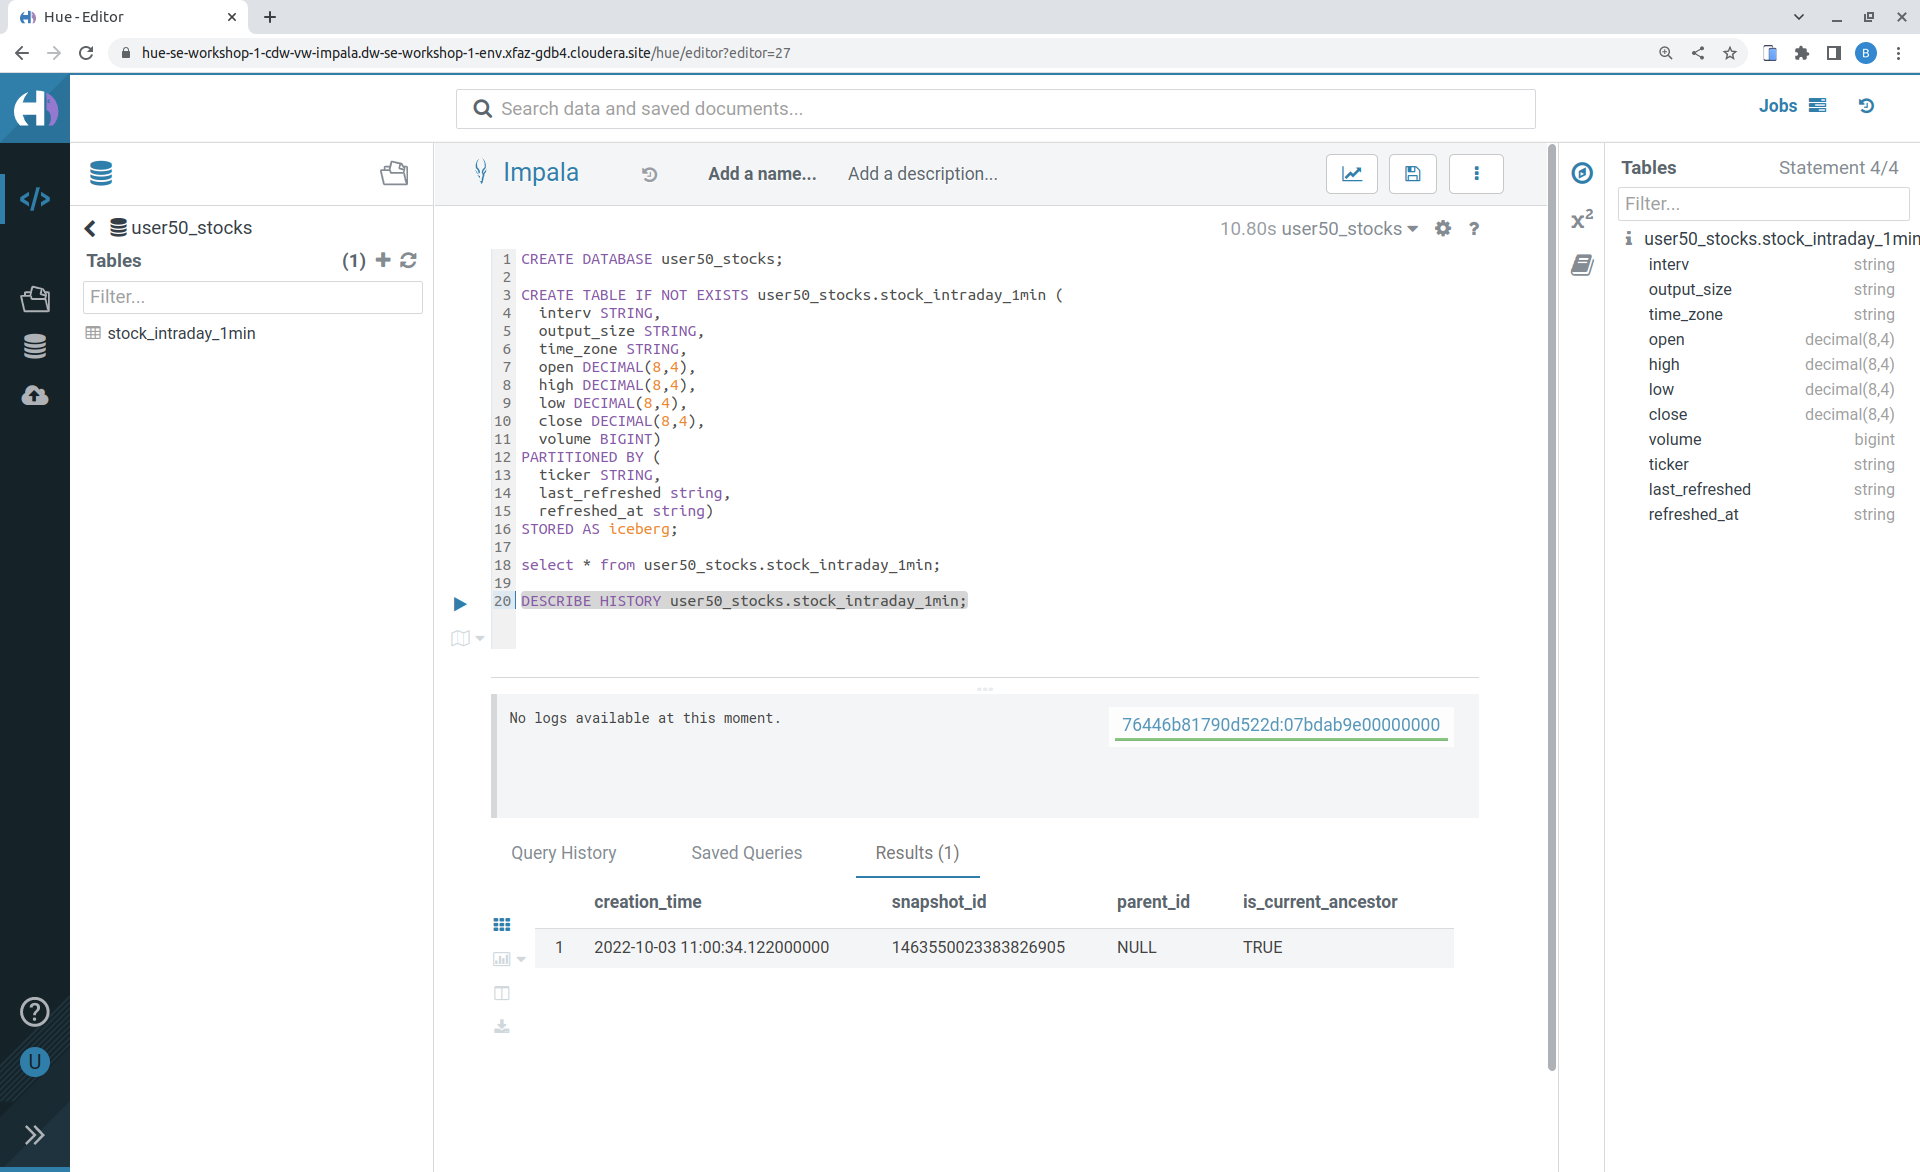 Hue - Editor
hue-se-workshop-1-cdw-vw-impala.dw-se-workshop-1-env.xfaz-gdb4.cloudera.site/hue/editor?editor=27
B
Search data and saved documents...
Jobs
user50_stocks
Tables
(1)
Filter...
stock_intraday_1min
Impala
Add a name...
Add a description...
10.80s user50_stocks
?
1 CREATE DATABASE user50_stocks;
2
3 CREATE TABLE IF NOT EXISTS user50_stocks.stock_intraday_1min (
4 interv STRING,
5 output_size STRING,
6 time_zone STRING,
7 open DECIMAL(8,4),
8 high DECIMAL(8,4),
9 low DECIMAL(8,4),
10 close DECIMAL(8,4),
11 volume BIGINT)
12 PARTITIONED BY (
13 ticker STRING,
14 last_refreshed string,
15 refreshed_at string)
16 STORED AS iceberg;
17
18 select * from user50_stocks.stock_intraday_1min;
19
20 DESCRIBE HISTORY user50_stocks.stock_intraday_1min;
No logs available at this moment.
76446b81790d522d:07bdab9e00000000
Query History
Saved Queries
Results (1)
creation_time snapshot_id parent_id is_current_ancestor
1 2022-10-03 11:00:34.122000000 1463550023383826905 NULL TRUE
x²
Tables
Statement 4/4
Filter...
user50_stocks.stock_intraday_1min
interv string
output_size string
time_zone string
open decimal(8,4)
high decimal(8,4)
low decimal(8,4)
close decimal(8,4)
volume bigint
ticker string
last_refreshed string
refreshed_at string
?
U